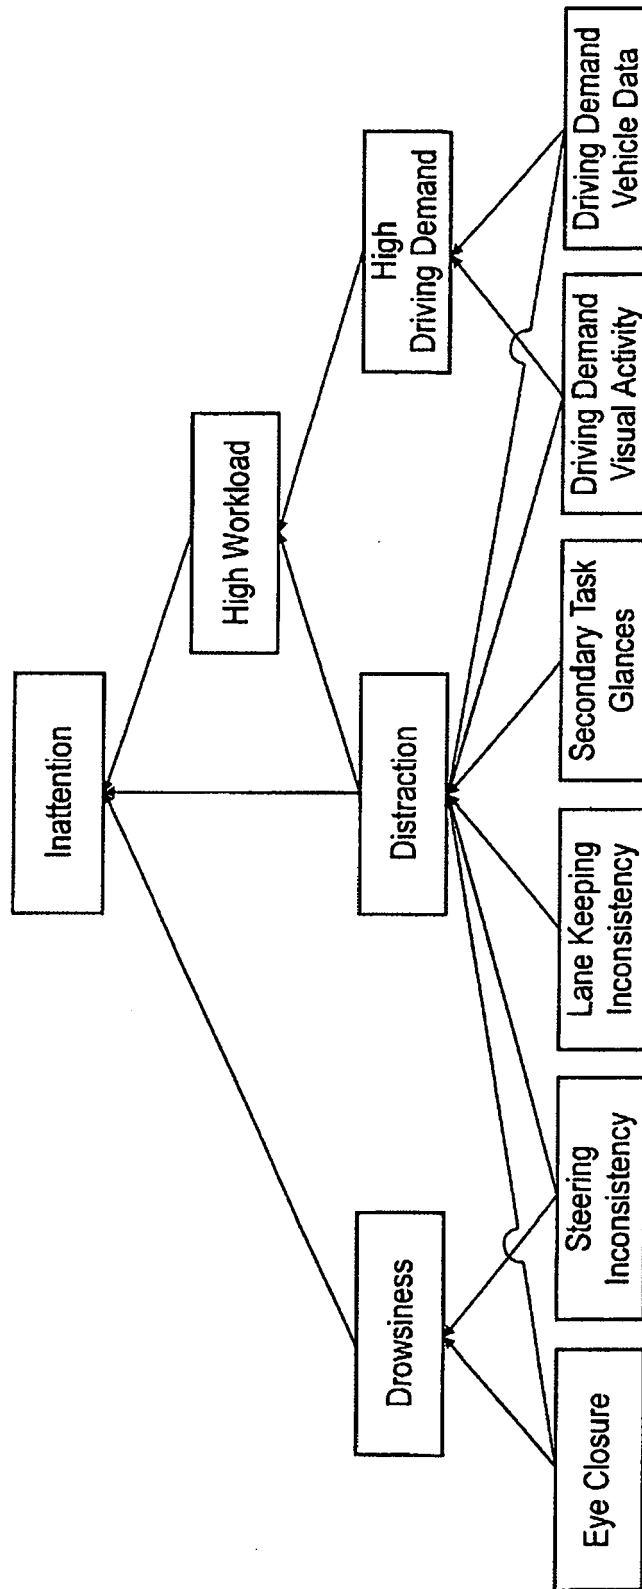 Inattention
High Workload
Drowsiness
Distraction
High
Driving Demand
Eye Closure
Steering
Inconsistency
Lane Keeping
Inconsistency
Secondary Task
Glances
Driving Demand
Visual Activity
Driving Demand
Vehicle Data